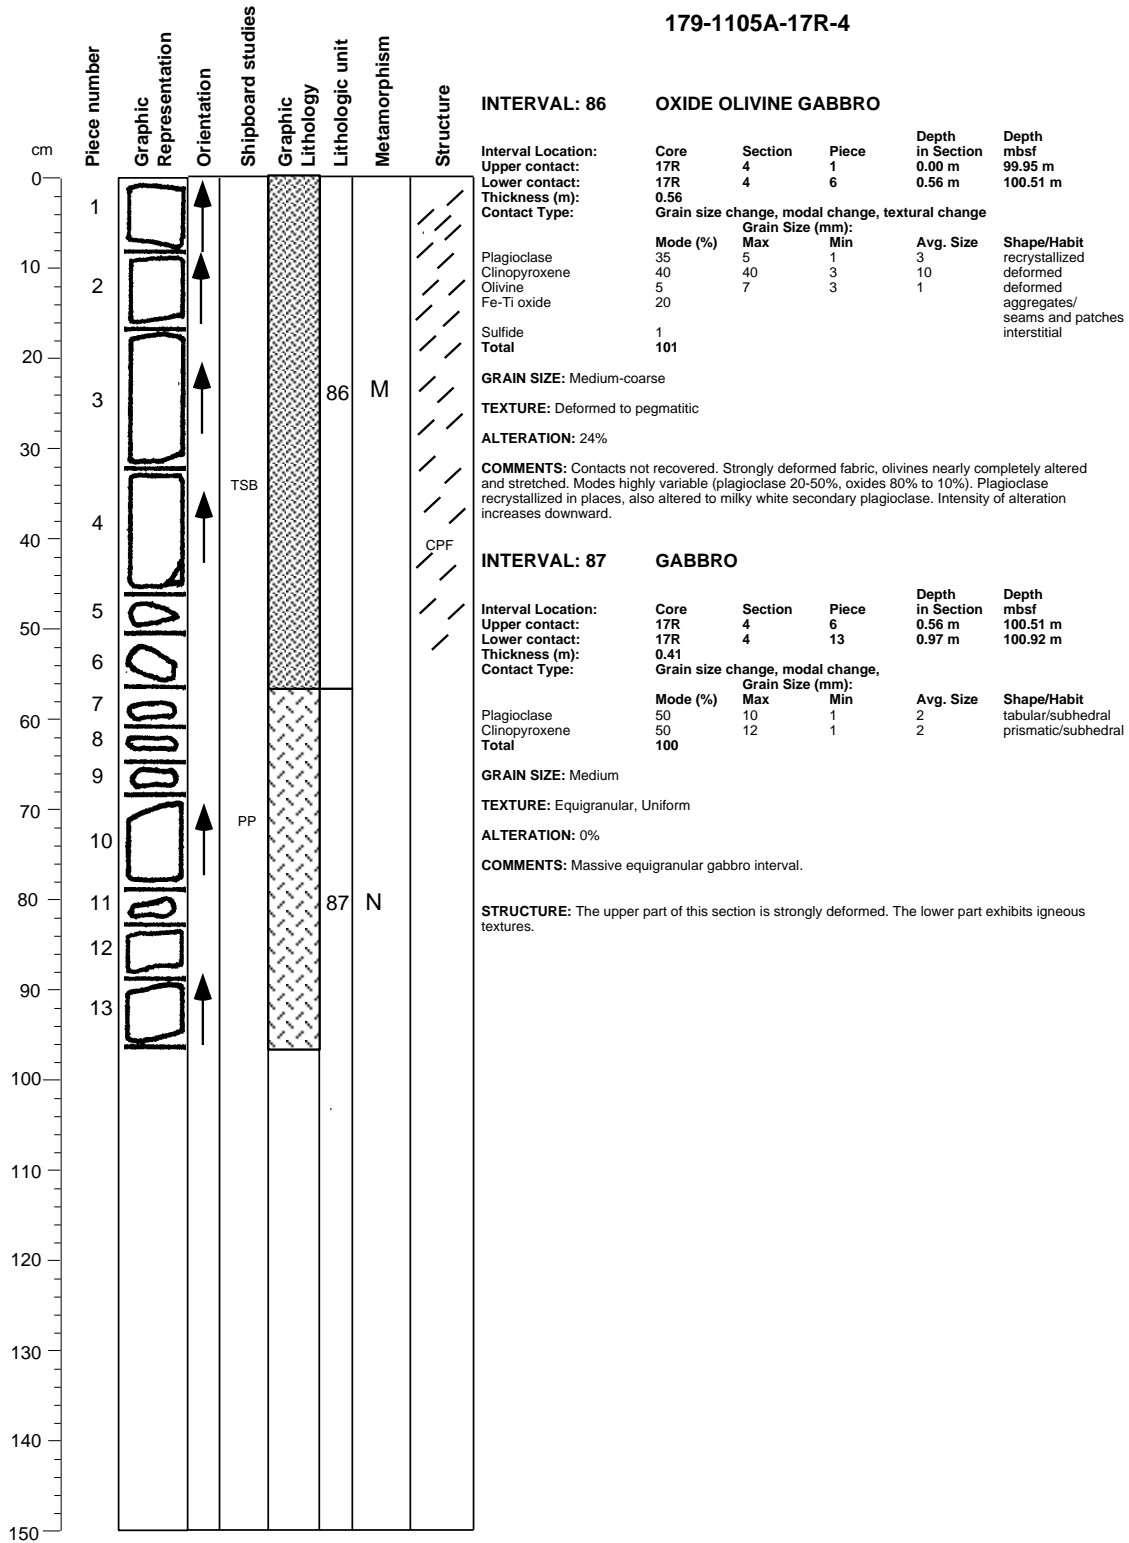 179-1105A-17R-4
cm
Piece number
Graphic
Representation
Orientation
Shipboard studies
Graphic
Lithology
Lithologic unit
Metamorphism
Structure
0
10
20
30
40
50
60
70
80
90
100
110
120
130
140
150
1
2
3
4
5
6
7
8
9
10
11
12
13
TSB
PP
86
87
M
N
CPF
INTERVAL: 86 OXIDE OLIVINE GABBRO
Depth Depth
Interval Location: Core Section Piece in Section mbsf
Upper contact: 17R 4 1 0.00 m 99.95 m
Lower contact: 17R 4 6 0.56 m 100.51 m
Thickness (m): 0.56
Contact Type: Grain size change, modal change, textural change
Grain Size (mm):
Mode (%) Max Min Avg. Size Shape/Habit
Plagioclase 35 5 1 3 recrystallized
Clinopyroxene 40 40 3 10 deformed
Olivine 5 7 3 1 deformed
Fe-Ti oxide 20 aggregates/
seams and patches
Sulfide 1 interstitial
Total 101
GRAIN SIZE: Medium-coarse
TEXTURE: Deformed to pegmatitic
ALTERATION: 24%
COMMENTS: Contacts not recovered. Strongly deformed fabric, olivines nearly completely altered
and stretched. Modes highly variable (plagioclase 20-50%, oxides 80% to 10%). Plagioclase
recrystallized in places, also altered to milky white secondary plagioclase. Intensity of alteration
increases downward.
INTERVAL: 87 GABBRO
Depth Depth
Interval Location: Core Section Piece in Section mbsf
Upper contact: 17R 4 6 0.56 m 100.51 m
Lower contact: 17R 4 13 0.97 m 100.92 m
Thickness (m): 0.41
Contact Type: Grain size change, modal change,
Grain Size (mm):
Mode (%) Max Min Avg. Size Shape/Habit
Plagioclase 50 10 1 2 tabular/subhedral
Clinopyroxene 50 12 1 2 prismatic/subhedral
Total 100
GRAIN SIZE: Medium
TEXTURE: Equigranular, Uniform
ALTERATION: 0%
COMMENTS: Massive equigranular gabbro interval.
STRUCTURE: The upper part of this section is strongly deformed. The lower part exhibits igneous
textures.